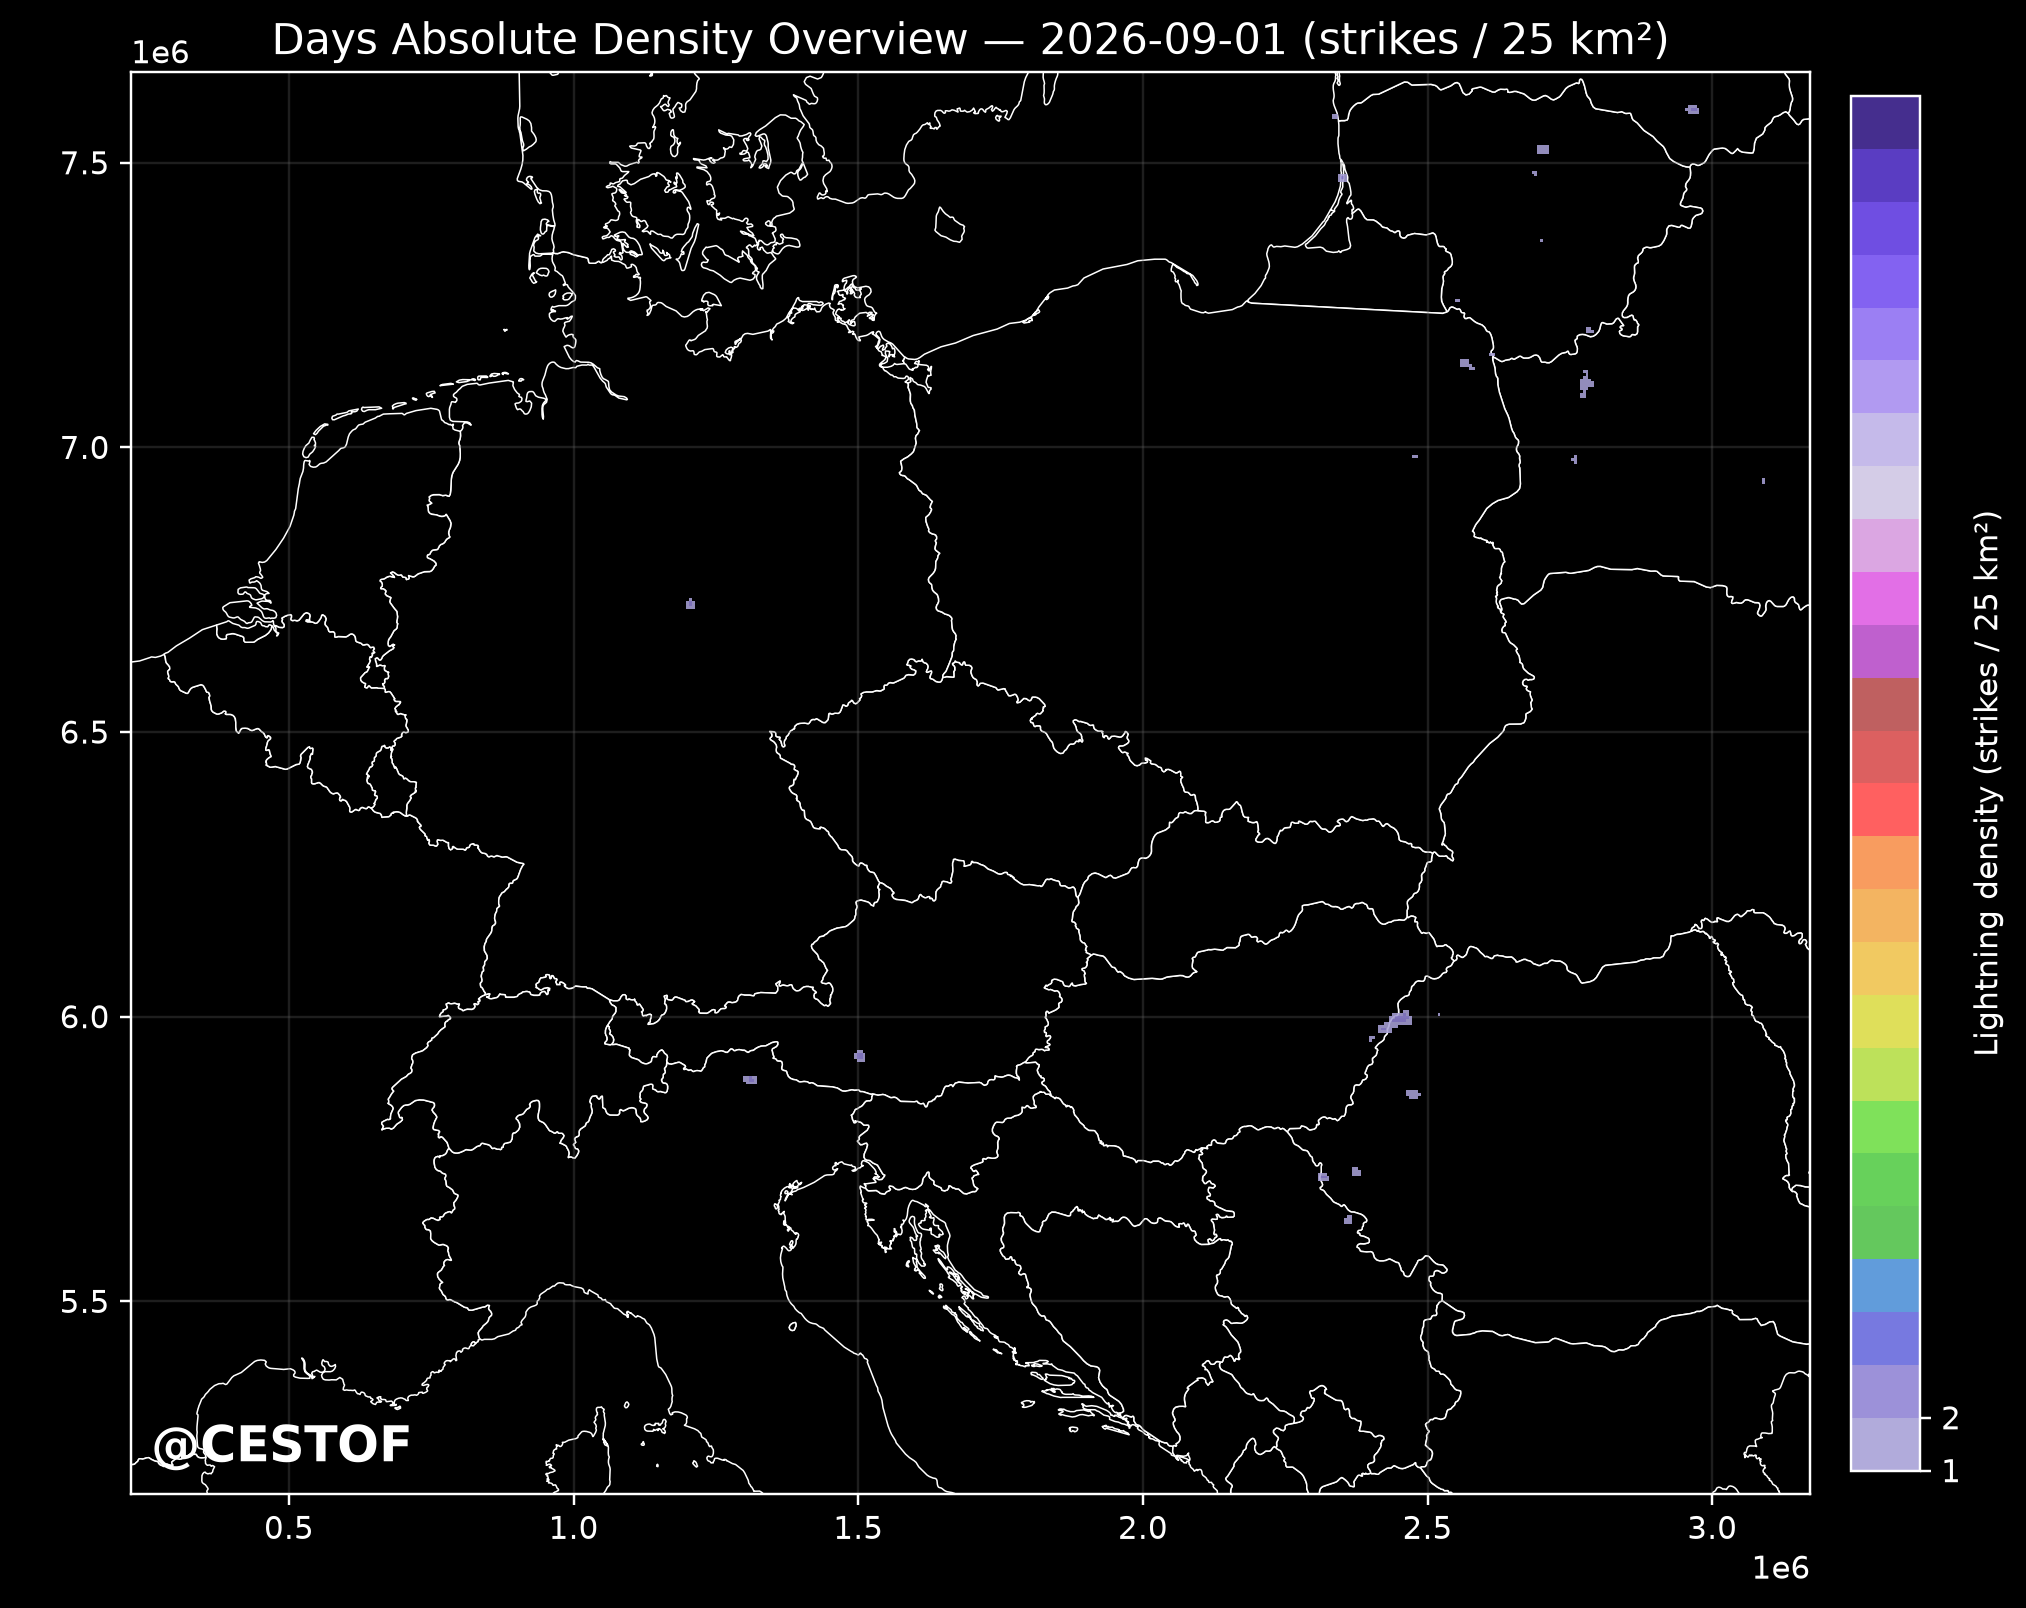 Days Absolute Density Overview — 2026-09-01 (strikes / 25 km²)
1e6
7.5
7.0
6.5
6.0
5.5
0.5 1.0 1.5 2.0 2.5 3.0
1e6
@CESTOF
2
1
Lightning density (strikes / 25 km²)